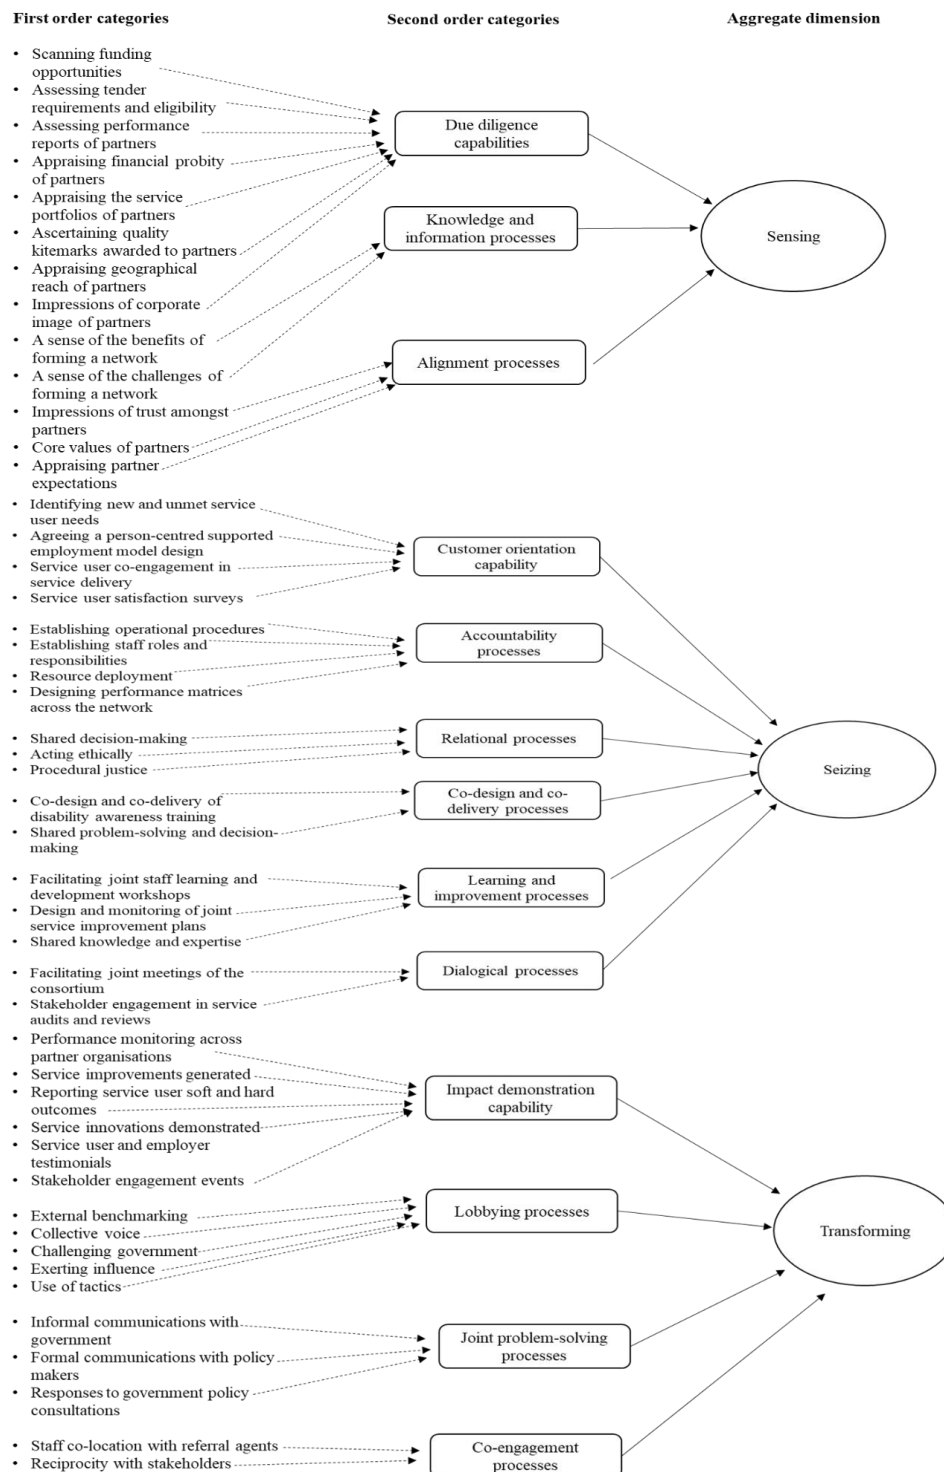 First order categories
Second order categories
Aggregate dimension
• Scanning funding
opportunities
• Assessing tender
requirements and eligibility
• Assessing performance
reports of partners
• Appraising financial probity
of partners
• Appraising the service
portfolios of partners
• Ascertaining quality
kitemarks awarded to partners
• Appraising geographical
reach of partners
• Impressions of corporate
image of partners
• A sense of the benefits of
forming a network
• A sense of the challenges of
forming a network
• Impressions of trust amongst
partners
• Core values of partners
• Appraising partner
expectations
Due diligence
capabilities
Knowledge and
information processes
Alignment processes
Sensing
• Identifying new and unmet service
user needs
• Agreeing a person-centred supported
employment model design
• Service user co-engagement in
service delivery
• Service user satisfaction surveys
• Establishing operational procedures
• Establishing staff roles and
responsibilities
• Resource deployment
• Designing performance matrices
across the network
• Shared decision-making
• Acting ethically
• Procedural justice
• Co-design and co-delivery of
disability awareness training
• Shared problem-solving and decision-
making
• Facilitating joint staff learning and
development workshops
• Design and monitoring of joint
service improvement plans
• Shared knowledge and expertise
• Facilitating joint meetings of the
consortium
• Stakeholder engagement in service
audits and reviews
Customer orientation
capability
Accountability
processes
Relational processes
Co-design and co-
delivery processes
Learning and
improvement processes
Dialogical processes
Seizing
• Performance monitoring across
partner organisations
• Service improvements generated
• Reporting service user soft and hard
outcomes
• Service innovations demonstrated
• Service user and employer
testimonials
• Stakeholder engagement events
• External benchmarking
• Collective voice
• Challenging government
• Exerting influence
• Use of tactics
• Informal communications with
government
• Formal communications with policy
makers
• Responses to government policy
consultations
• Staff co-location with referral agents
• Reciprocity with stakeholders
Impact demonstration
capability
Lobbying processes
Joint problem-solving
processes
Co-engagement
processes
Transforming